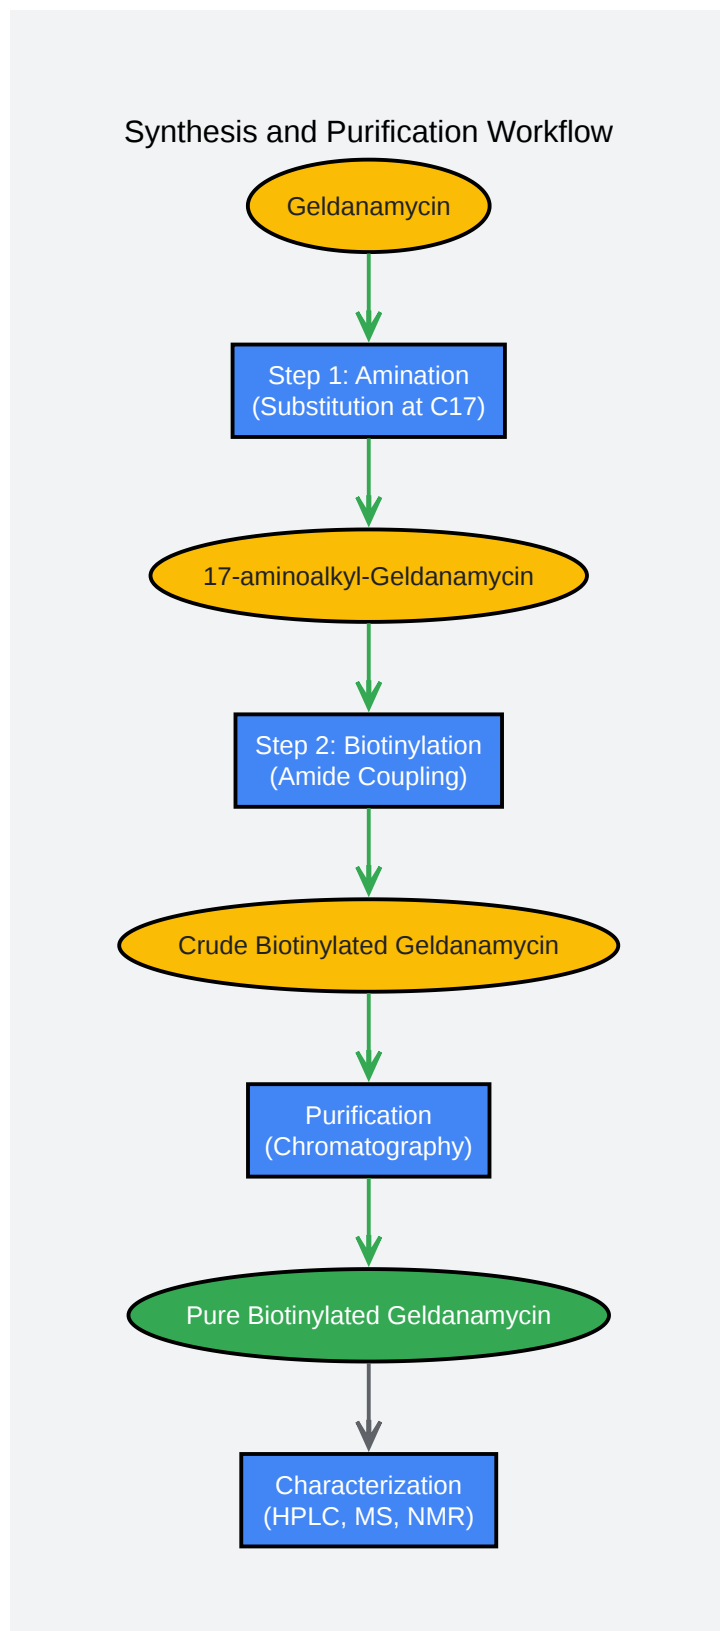 Synthesis and Purification Workflow
Geldanamycin
Step 1: Amination
(Substitution at C17)
17-aminoalkyl-Geldanamycin
Step 2: Biotinylation
(Amide Coupling)
Crude Biotinylated Geldanamycin
Purification
(Chromatography)
Pure Biotinylated Geldanamycin
Characterization
(HPLC, MS, NMR)